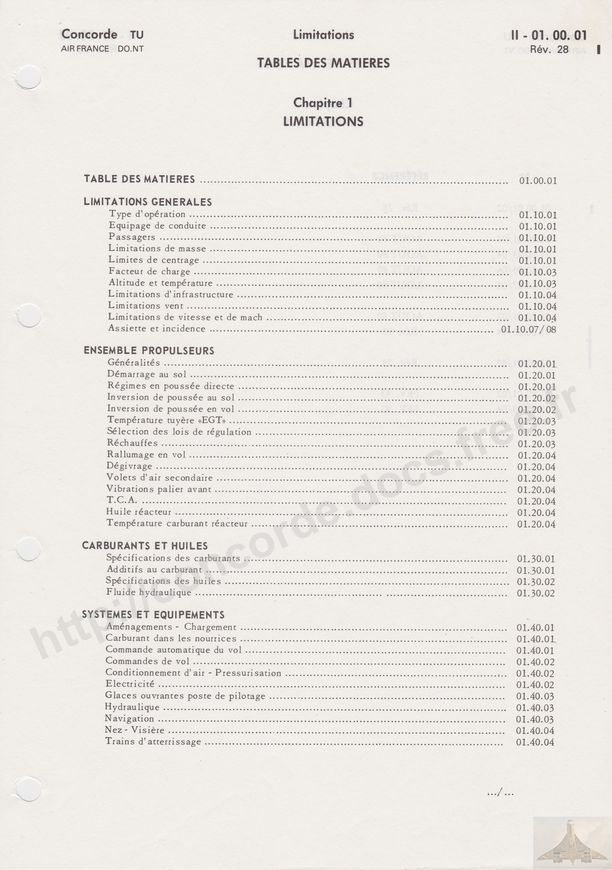 Concorde TU Limitations II - 01. 00. 01
AIR FRANCE DO.NT Rév. 28
TABLES DES MATIERES
Chapitre 1
LIMITATIONS
TABLE DES MATIERES ........ 01.00.01
LIMITATIONS GENERALES
Type d'opération ........ 01.10.01
Equipage de conduite ........ 01.10.01
Passagers ........ 01.10.01
Limitations de masse ........ 01.10.01
Limites de centrage ........ 01.10.01
Facteur de charge ........ 01.10.03
Altitude et température ........ 01.10.03
Limitations d'infrastructure ........ 01.10.04
Limitations vent ........ 01.10.04
Limitations de vitesse et de mach ........ 01.10.04
Assiette et incidence ........ 01.10.07/08
ENSEMBLE PROPULSEURS
Généralités ........ 01.20.01
Démarrage au sol ........ 01.20.01
Régimes en poussée directe ........ 01.20.01
Inversion de poussée au sol ........ 01.20.01
Inversion de poussée en vol ........ 01.20.02
Température tuyère «EGT» ........ 01.20.03
Sélection des lois de régulation ........ 01.20.03
Réchauffes ........ 01.20.03
Rallumage en vol ........ 01.20.04
Dégivrage ........ 01.20.04
Volets d'air secondaire ........ 01.20.04
Vibrations palier avant ........ 01.20.04
T.C.A. ........ 01.20.04
Huile réacteur ........ 01.20.04
Température carburant réacteur ........ 01.20.04
CARBURANTS ET HUILES
Spécifications des carburants ........ 01.30.01
Additifs au carburant ........ 01.30.01
Spécifications des huiles ........ 01.30.02
Fluide hydraulique ........ 01.30.02
SYSTEMES ET EQUIPEMENTS
Aménagements - Chargement ........ 01.40.01
Carburant dans les nourrices ........ 01.40.01
Commande automatique du vol ........ 01.40.01
Commandes de vol ........ 01.40.02
Conditionnement d'air - Pressurisation ........ 01.40.02
Electricité ........ 01.40.02
Glaces ouvrantes poste de pilotage ........ 01.40.03
Hydraulique ........ 01.40.03
Navigation ........ 01.40.03
Nez - Visière ........ 01.40.04
Trains d'atterrissage ........ 01.40.04
.../...
http://concorde.docs.free.fr